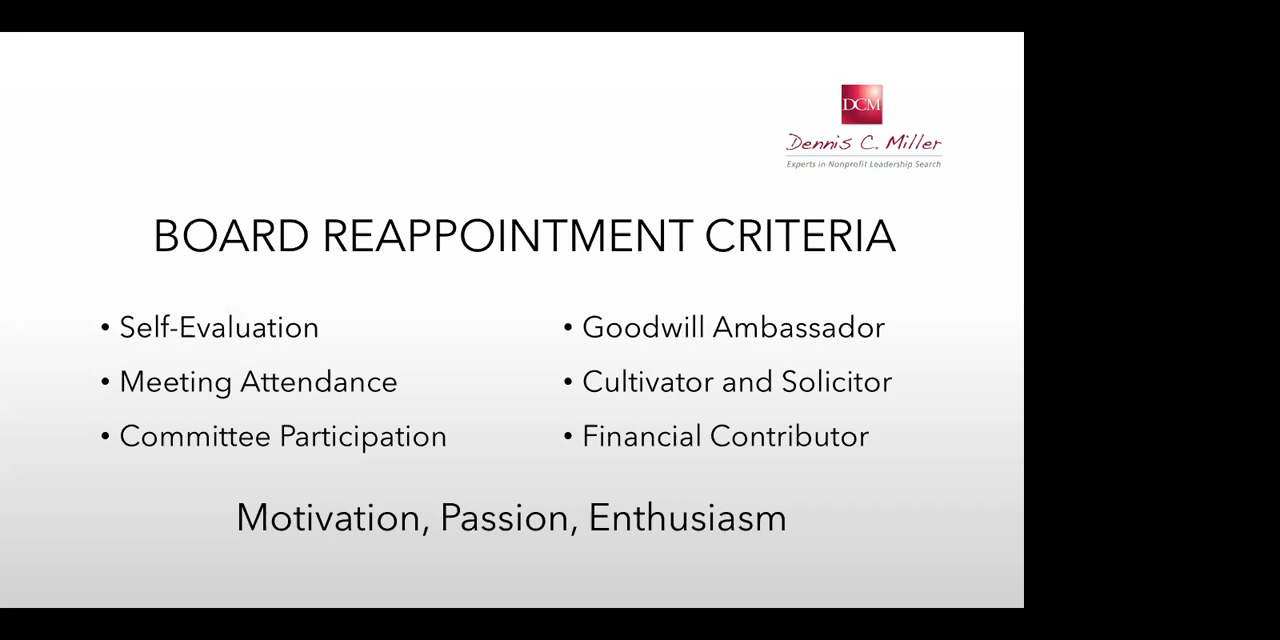 DCM
Dennis C. Miller
Experts in Nonprofit Leadership Search
BOARD REAPPOINTMENT CRITERIA
• Self-Evaluation
• Meeting Attendance
• Committee Participation
• Goodwill Ambassador
• Cultivator and Solicitor
• Financial Contributor
Motivation, Passion, Enthusiasm